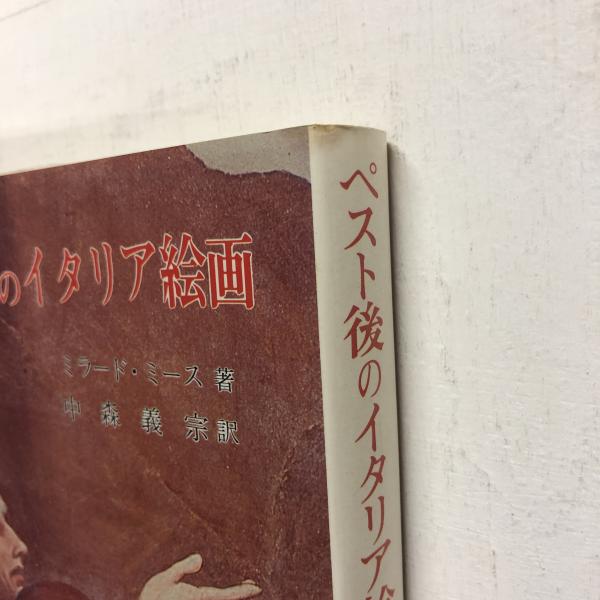 のイタリア絵画
ミラード・ミース 著
中森義宗訳
ペスト後のイタリア絵